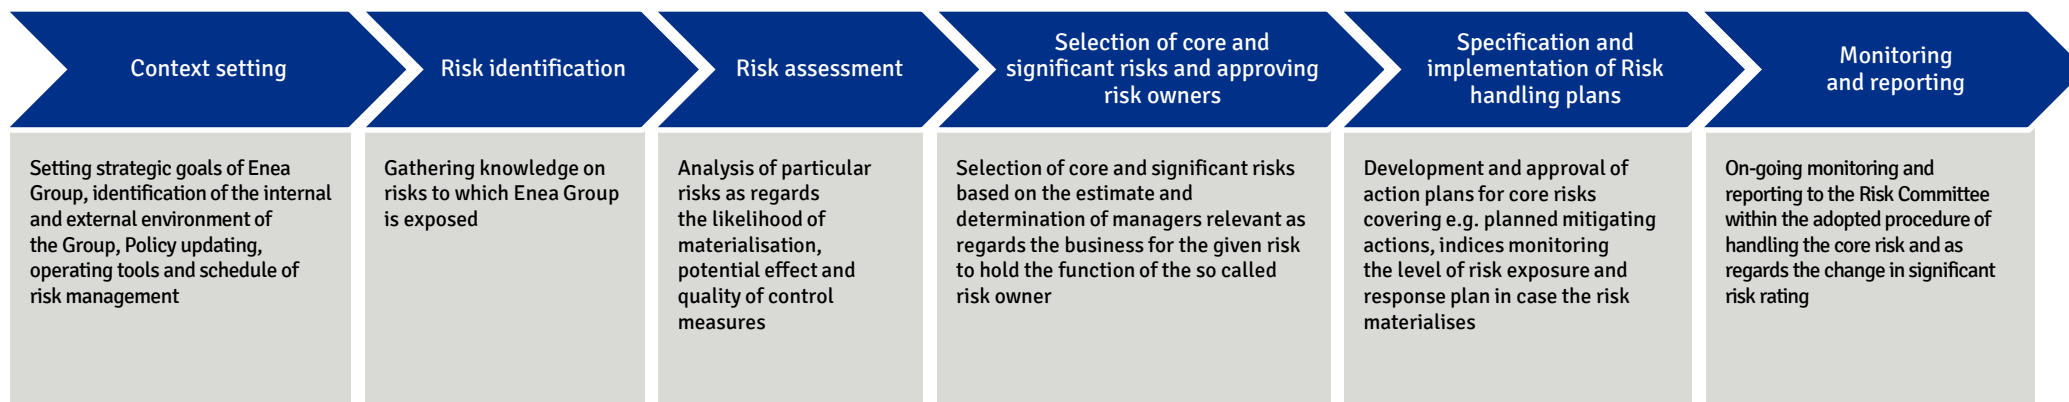 Context setting
Risk identification
Risk assessment
Selection of core and
significant risks and approving
risk owners
Specification and
implementation of Risk
handling plans
Monitoring
and reporting
Setting strategic goals of Enea
Group, identification of the internal
and external environment of
the Group, Policy updating,
operating tools and schedule of
risk management
Gathering knowledge on
risks to which Enea Group
is exposed
Analysis of particular
risks as regards
the likelihood of
materialisation,
potential effect and
quality of control
measures
Selection of core and significant risks
based on the estimate and
determination of managers relevant as
regards the business for the given risk
to hold the function of the so called
risk owner
Development and approval of
action plans for core risks
covering e.g. planned mitigating
actions, indices monitoring
the level of risk exposure and
response plan in case the risk
materialises
On-going monitoring and
reporting to the Risk Committee
within the adopted procedure of
handling the core risk and as
regards the change in significant
risk rating